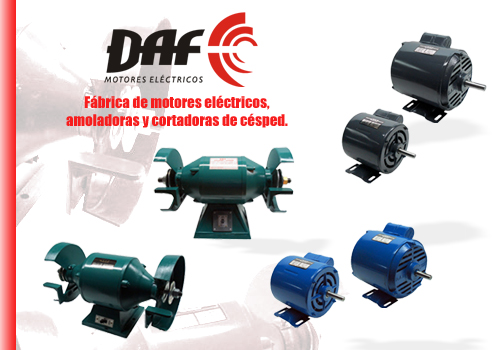 DAF
MOTORES ELÉCTRICOS
Fábrica de motores eléctricos,
amoladoras y cortadoras de césped.